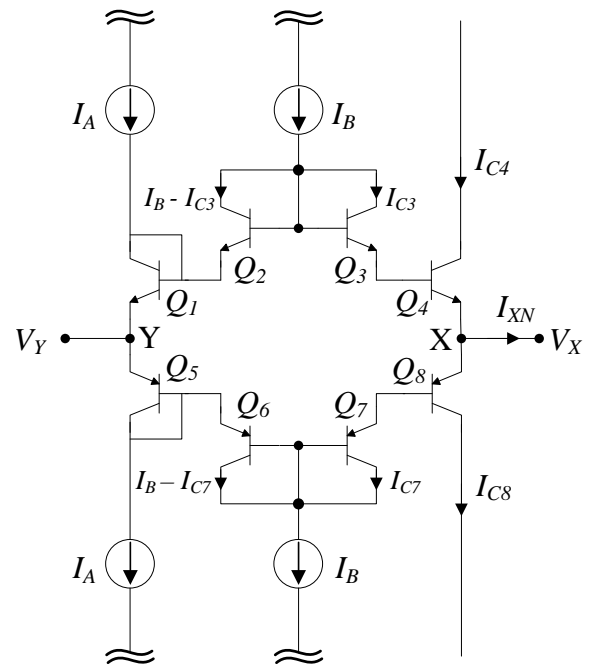 I_A
I_B
I_C4
I_B - I_C3
I_C3
Q_2
Q_3
Q_1
Q_4
I_XN
V_Y
Y
X
V_X
Q_5
Q_8
Q_6
Q_7
I_B – I_C7
I_C7
I_C8
I_A
I_B